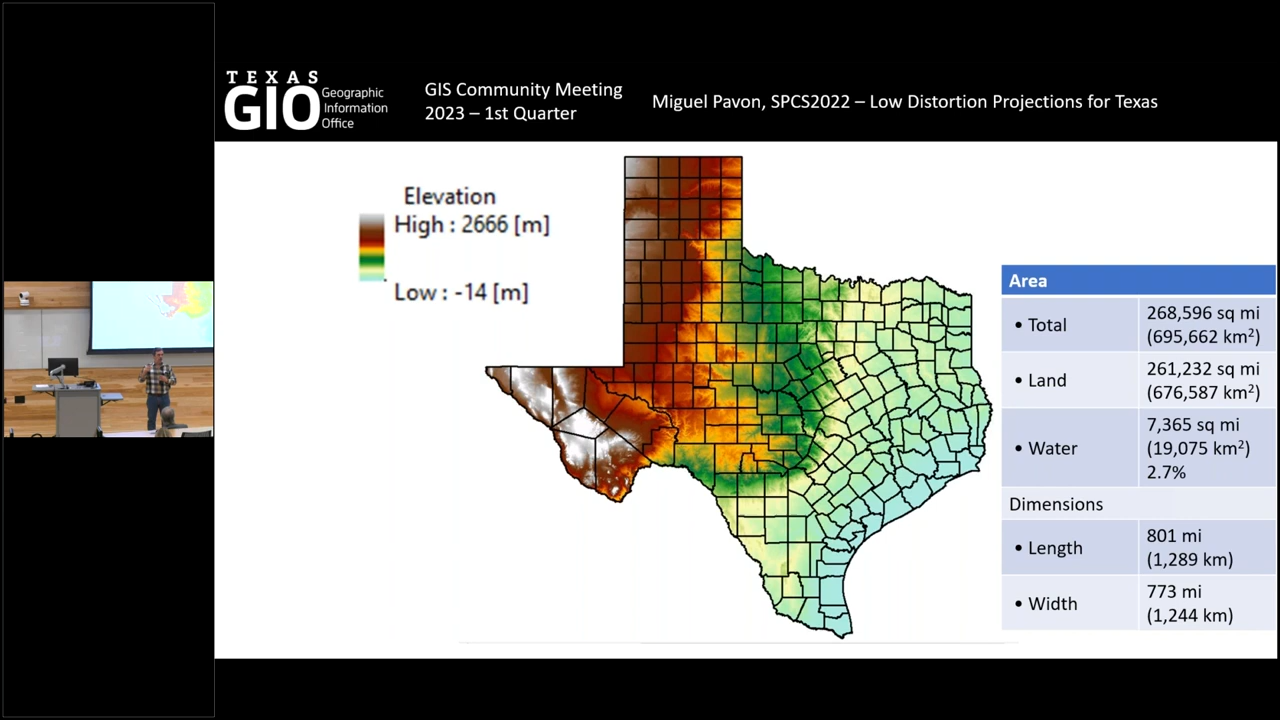 TEXAS
GIO
Geographic
Information
Office
GIS Community Meeting
2023 – 1st Quarter
Miguel Pavon, SPCS2022 – Low Distortion Projections for Texas
Elevation
High : 2666 [m]
Low : -14 [m]
Area
• Total
268,596 sq mi
(695,662 km²)
• Land
261,232 sq mi
(676,587 km²)
• Water
7,365 sq mi
(19,075 km²)
2.7%
Dimensions
• Length
801 mi
(1,289 km)
• Width
773 mi
(1,244 km)